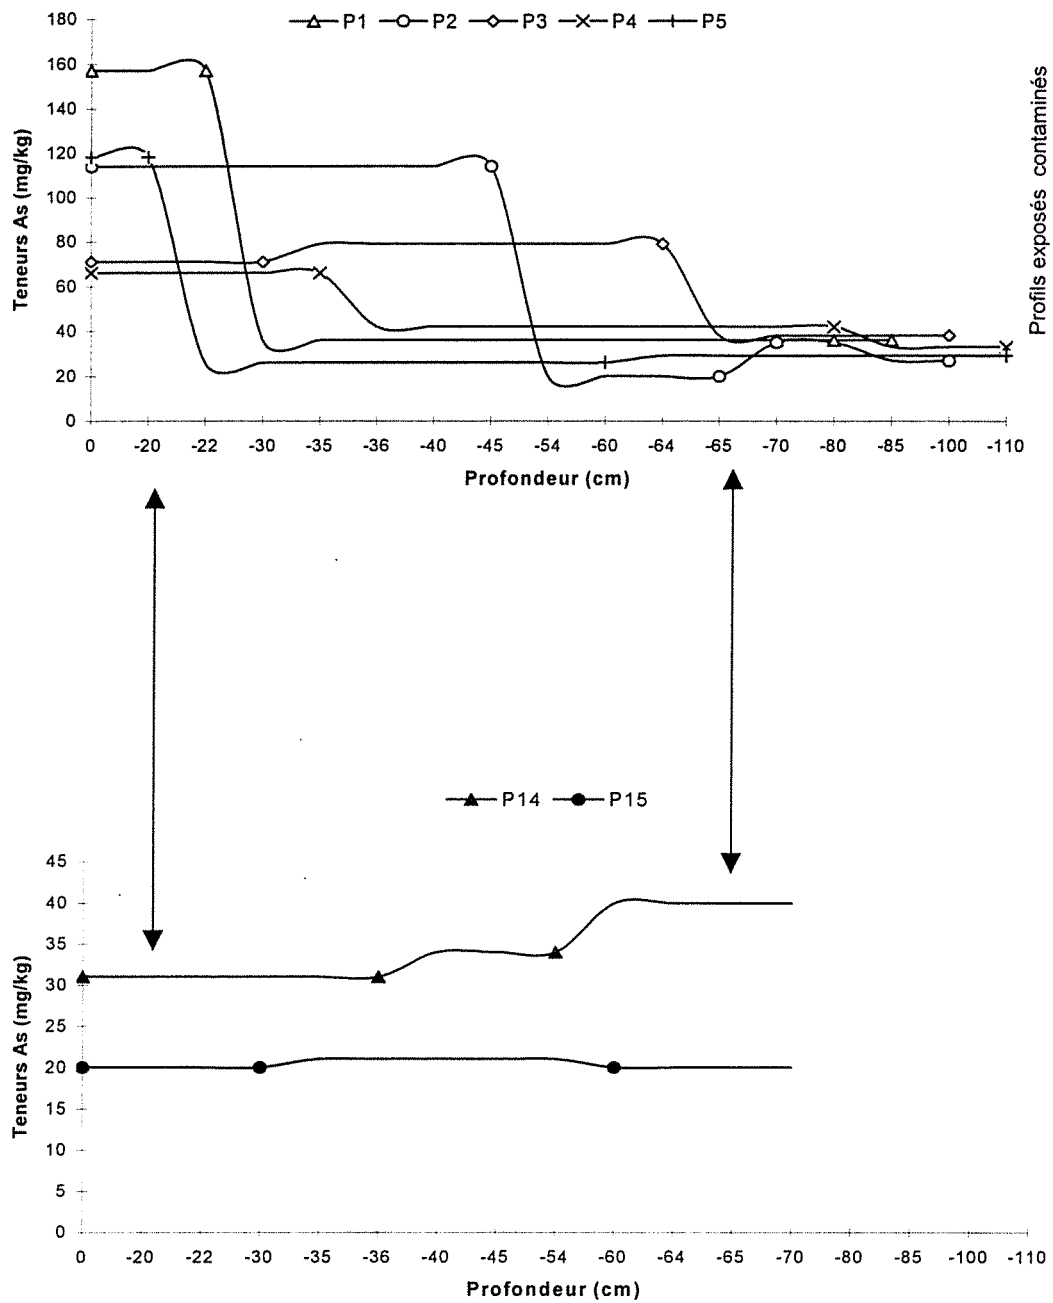 P1 P2 P3 P4 P5
180
160
140
120
100
80
60
40
20
0
Teneurs As (mg/kg)
0 -20 -22 -30 -35 -36 -40 -45 -54 -60 -64 -65 -70 -80 -85 -100 -110
Profondeur (cm)
Profils exposés contaminés
P14 P15
45
40
35
30
25
20
15
10
5
0
Teneurs As (mg/kg)
0 -20 -22 -30 -35 -36 -40 -45 -54 -60 -64 -65 -70 -80 -85 -100 -110
Profondeur (cm)